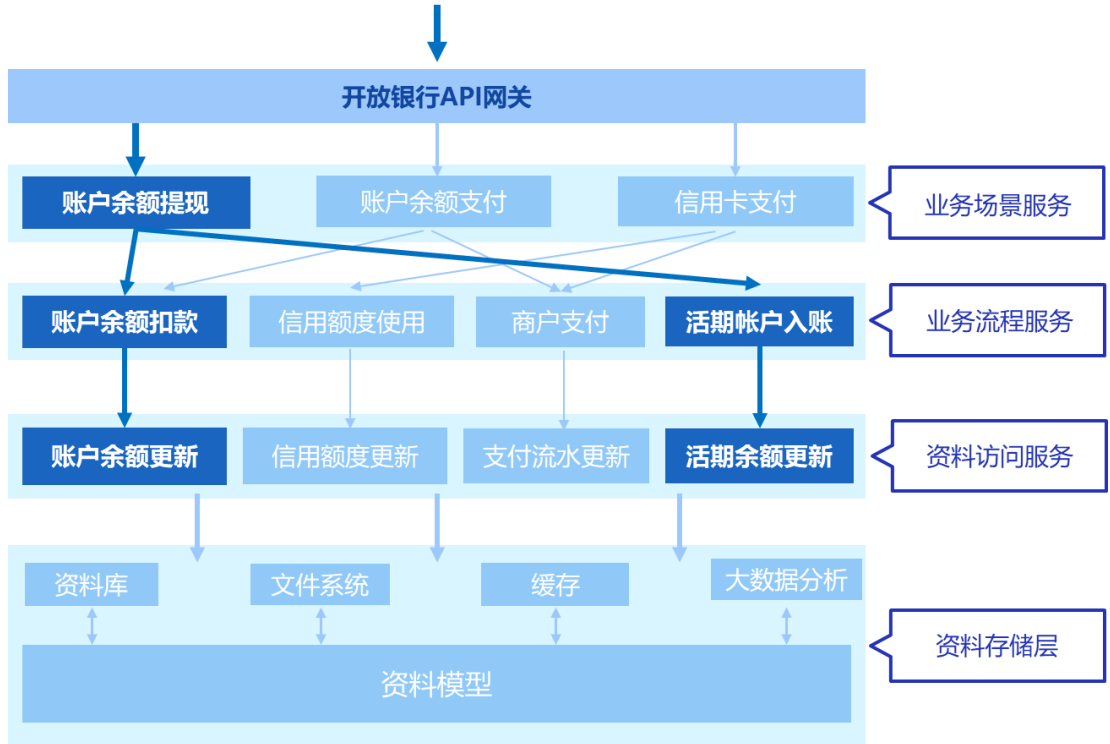 开放银行API网关
账户余额提现
账户余额支付
信用卡支付
业务场景服务
账户余额扣款
信用额度使用
商户支付
活期帐户入账
业务流程服务
账户余额更新
信用额度更新
支付流水更新
活期余额更新
资料访问服务
资料库
文件系统
缓存
大数据分析
资料模型
资料存储层